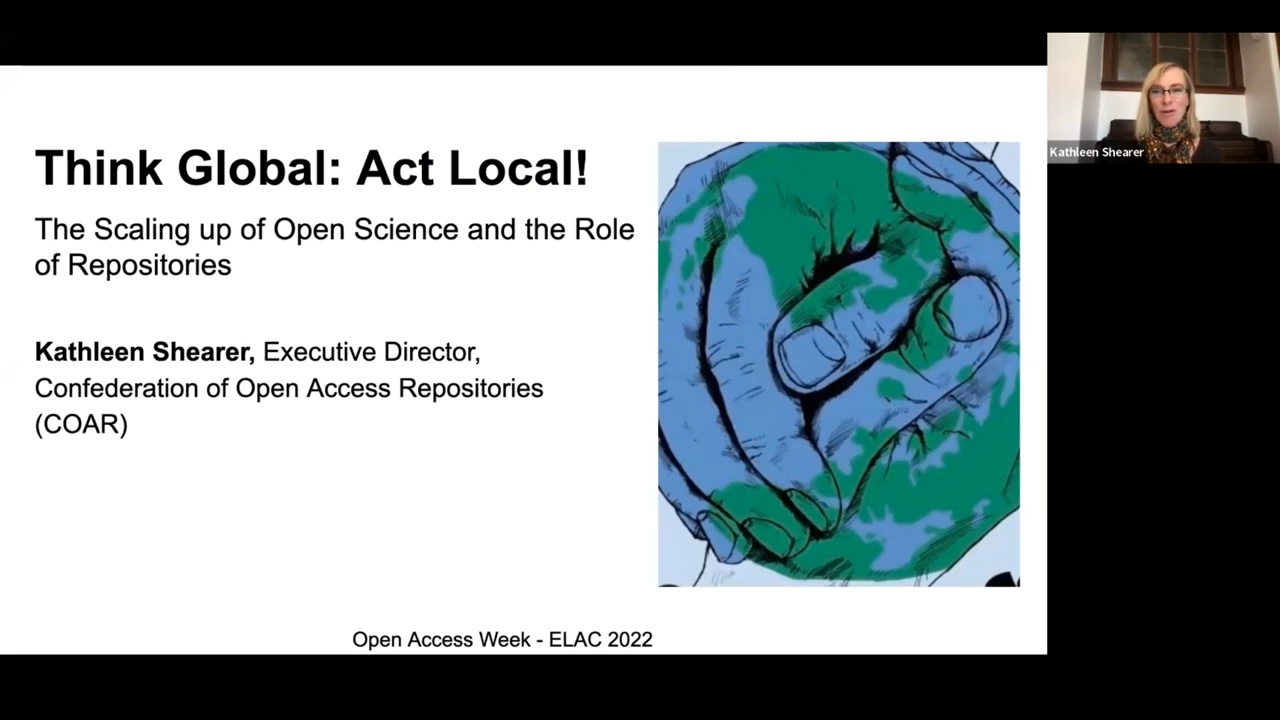 Think Global: Act Local!
The Scaling up of Open Science and the Role
of Repositories
Kathleen Shearer, Executive Director,
Confederation of Open Access Repositories
(COAR)
Open Access Week - ELAC 2022
Kathleen Shearer